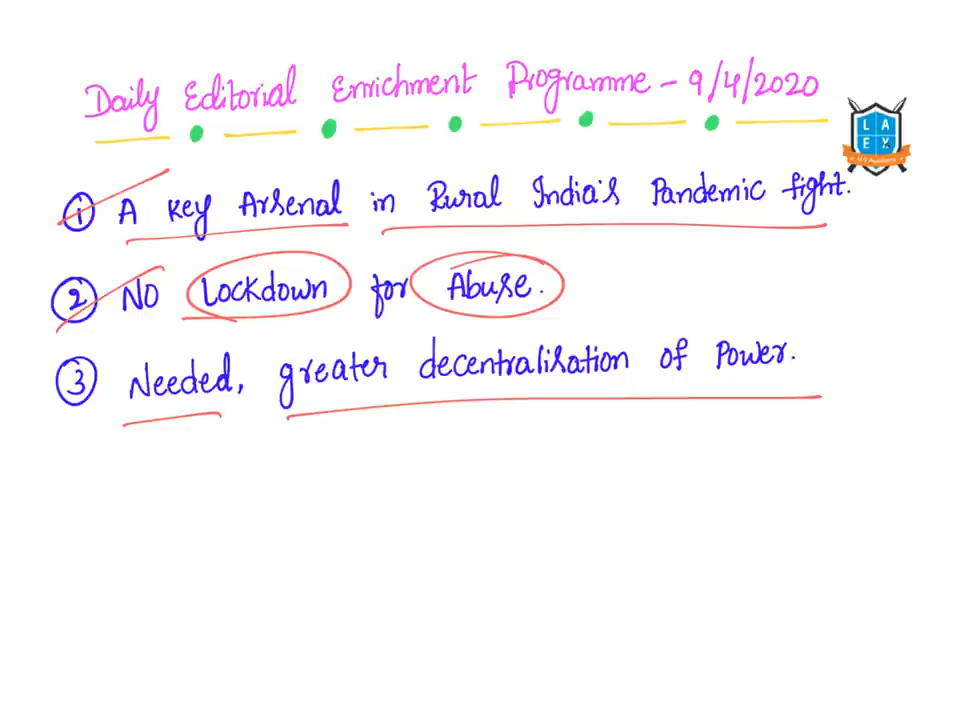 Daily Editorial Enrichment Programme - 9/4/2020
L A
E X
① A Key Arsenal in Rural India's Pandemic fight.
② NO Lockdown for Abuse.
③ Needed, greater decentralisation of Power.